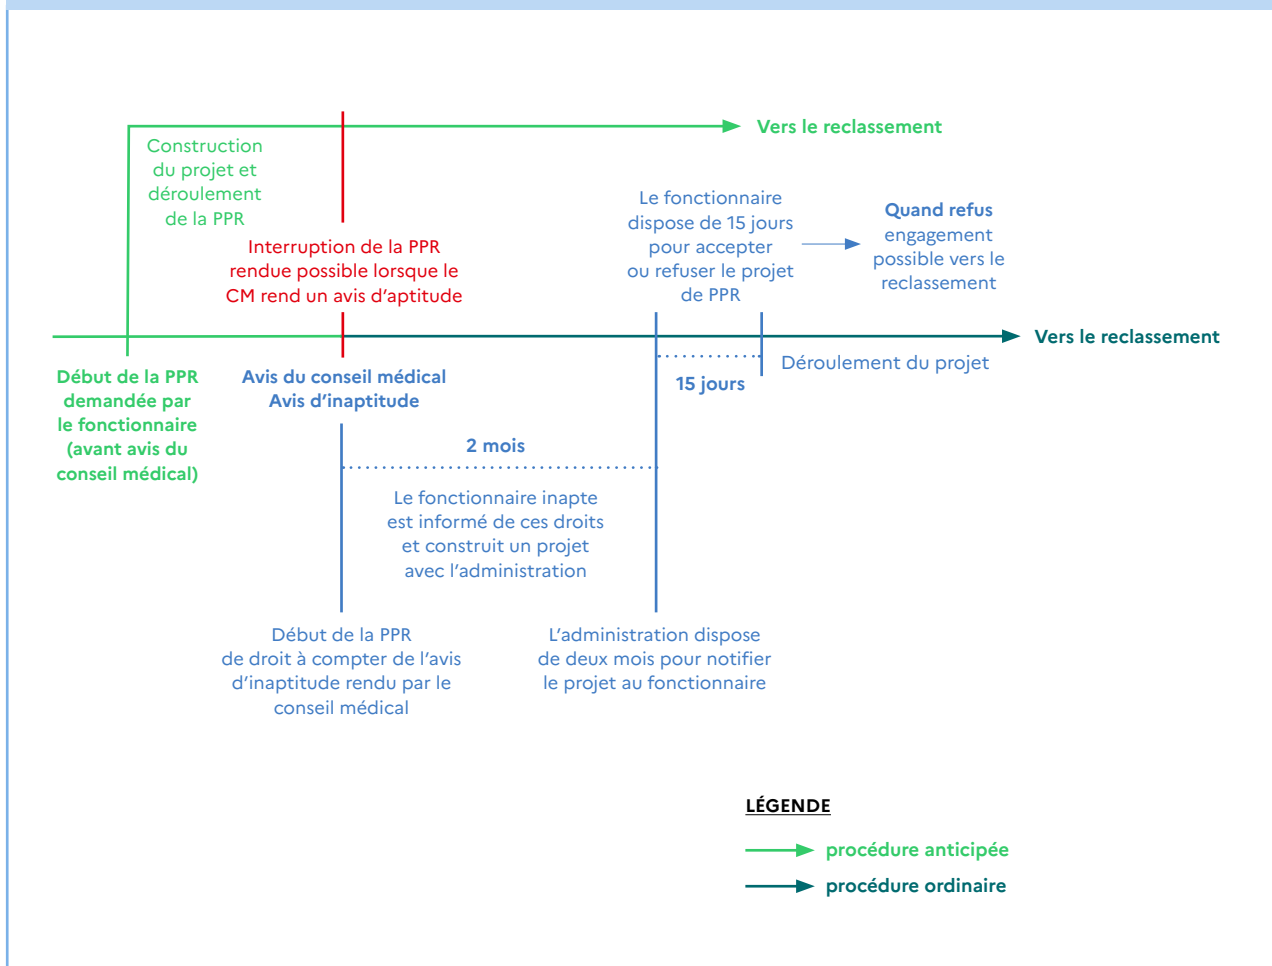 Vers le reclassement
Construction
du projet et
déroulement
de la PPR
Interruption de la PPR
rendue possible lorsque le
CM rend un avis d’aptitude
Le fonctionnaire
dispose de 15 jours
pour accepter
ou refuser le projet
de PPR
Quand refus
engagement
possible vers le
reclassement
Vers le reclassement
Début de la PPR
demandée par
le fonctionnaire
(avant avis du
conseil médical)
Avis du conseil médical
Avis d’inaptitude
15 jours
Déroulement du projet
2 mois
Le fonctionnaire inapte
est informé de ces droits
et construit un projet
avec l’administration
Début de la PPR
de droit à compter de l’avis
d’inaptitude rendu par le
conseil médical
L’administration dispose
de deux mois pour notifier
le projet au fonctionnaire
LÉGENDE
procédure anticipée
procédure ordinaire